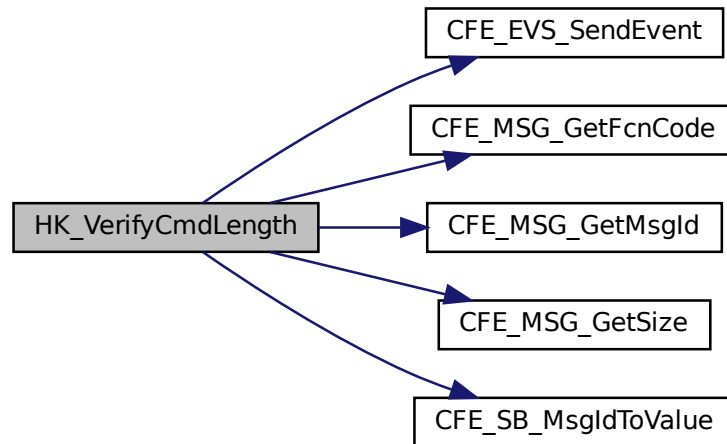 CFE_EVS_SendEvent
CFE_MSG_GetFcnCode
HK_VerifyCmdLength
CFE_MSG_GetMsgId
CFE_MSG_GetSize
CFE_SB_MsgIdToValue